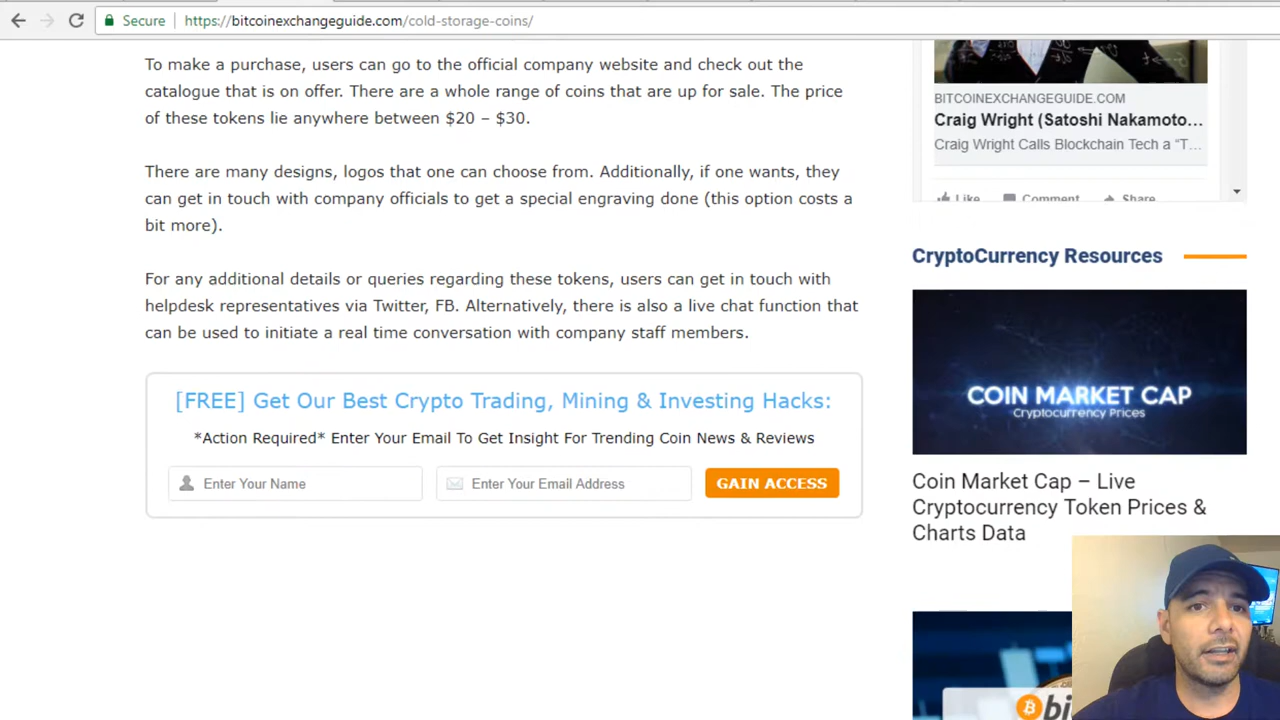 Secure
https://bitcoinexchangeguide.com/cold-storage-coins/
To make a purchase, users can go to the official company website and check out the
catalogue that is on offer. There are a whole range of coins that are up for sale. The price
of these tokens lie anywhere between $20 – $30.
There are many designs, logos that one can choose from. Additionally, if one wants, they
can get in touch with company officials to get a special engraving done (this option costs a
bit more).
For any additional details or queries regarding these tokens, users can get in touch with
helpdesk representatives via Twitter, FB. Alternatively, there is also a live chat function that
can be used to initiate a real time conversation with company staff members.
[FREE] Get Our Best Crypto Trading, Mining & Investing Hacks:
*Action Required* Enter Your Email To Get Insight For Trending Coin News & Reviews
Enter Your Name
Enter Your Email Address
GAIN ACCESS
BITCOINEXCHANGEGUIDE.COM
Craig Wright (Satoshi Nakamoto...
Craig Wright Calls Blockchain Tech a “T...
Like
Comment
Share
CryptoCurrency Resources
COIN MARKET CAP
Cryptocurrency Prices
Coin Market Cap – Live
Cryptocurrency Token Prices &
Charts Data